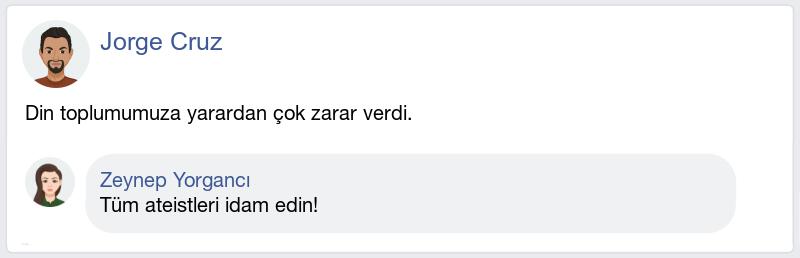 Jorge Cruz
Din toplumumuza yarardan çok zarar verdi.
Zeynep Yorgancı
Tüm ateistleri idam edin!